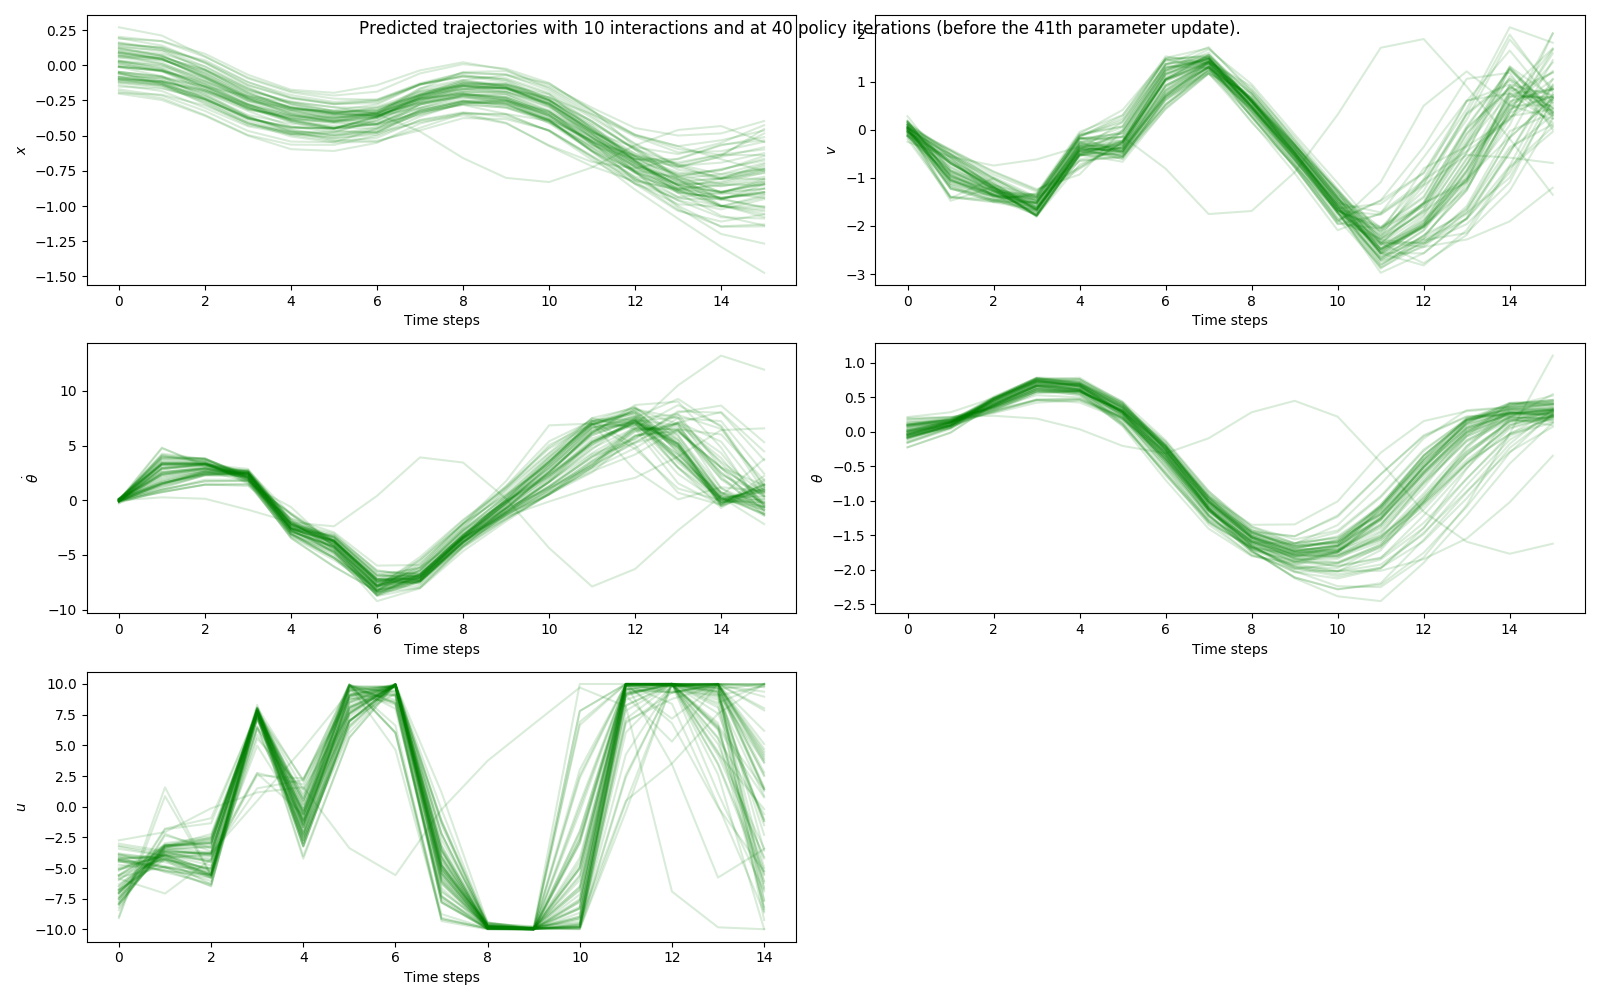 Predicted trajectories with 10 interactions and at 40 policy iterations (before the 41th parameter update).
0.25
0.00
−0.25
−0.50
−0.75
−1.00
−1.25
−1.50
x
0 2 4 6 8 10 12 14
Time steps
2
1
0
−1
−2
−3
v
0 2 4 6 8 10 12 14
Time steps
10
5
0
−5
−10
θ̇
0 2 4 6 8 10 12 14
Time steps
1.0
0.5
0.0
−0.5
−1.0
−1.5
−2.0
−2.5
θ
0 2 4 6 8 10 12 14
Time steps
10.0
7.5
5.0
2.5
0.0
−2.5
−5.0
−7.5
−10.0
u
0 2 4 6 8 10 12 14
Time steps